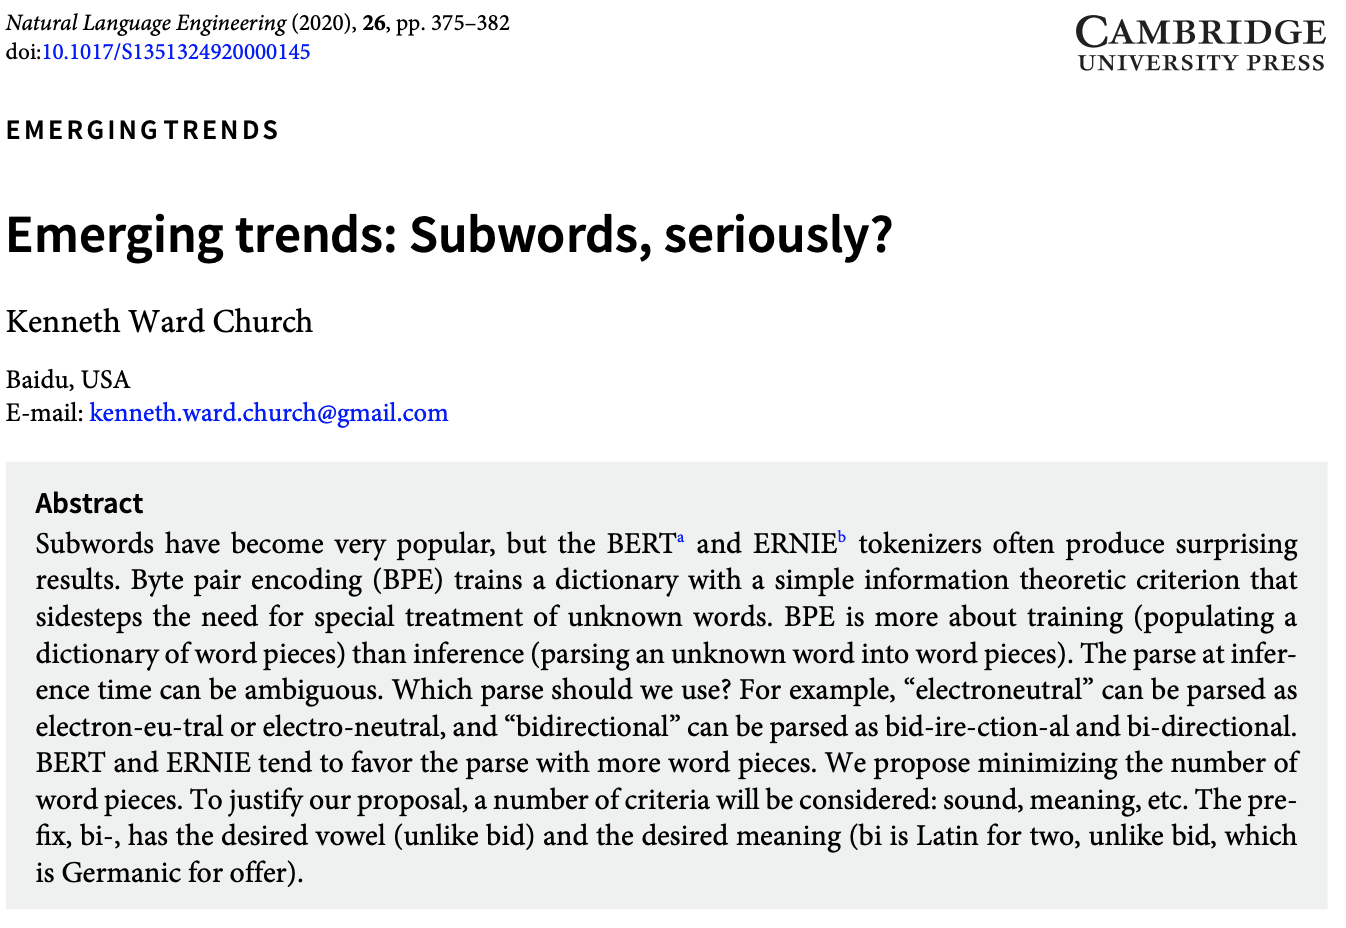 Natural Language Engineering (2020), 26, pp. 375–382
doi:10.1017/S1351324920000145
CAMBRIDGE
UNIVERSITY PRESS
EMERGING TRENDS
Emerging trends: Subwords, seriously?
Kenneth Ward Church
Baidu, USA
E-mail: kenneth.ward.church@gmail.com
Abstract
Subwords have become very popular, but the BERTa and ERNIEb tokenizers often produce surprising
results. Byte pair encoding (BPE) trains a dictionary with a simple information theoretic criterion that
sidesteps the need for special treatment of unknown words. BPE is more about training (populating a
dictionary of word pieces) than inference (parsing an unknown word into word pieces). The parse at infer-
ence time can be ambiguous. Which parse should we use? For example, “electroneutral” can be parsed as
electron-eu-tral or electro-neutral, and “bidirectional” can be parsed as bid-ire-ction-al and bi-directional.
BERT and ERNIE tend to favor the parse with more word pieces. We propose minimizing the number of
word pieces. To justify our proposal, a number of criteria will be considered: sound, meaning, etc. The pre-
fix, bi-, has the desired vowel (unlike bid) and the desired meaning (bi is Latin for two, unlike bid, which
is Germanic for offer).